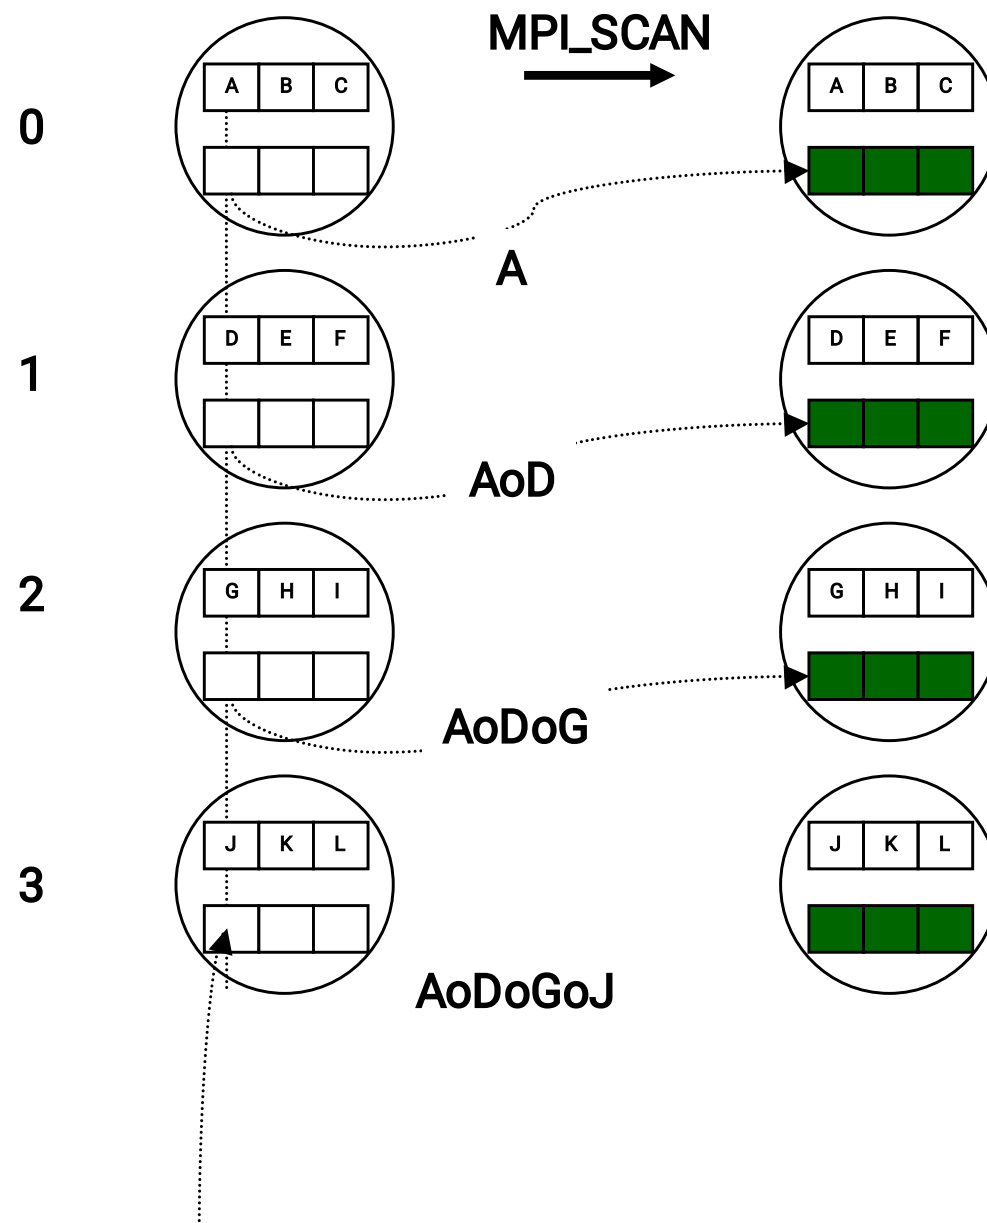 MPI_SCAN
0
A B C
A B C
A
1
D E F
D E F
AoD
2
G H I
G H I
AoDoG
3
J K L
J K L
AoDoGoJ